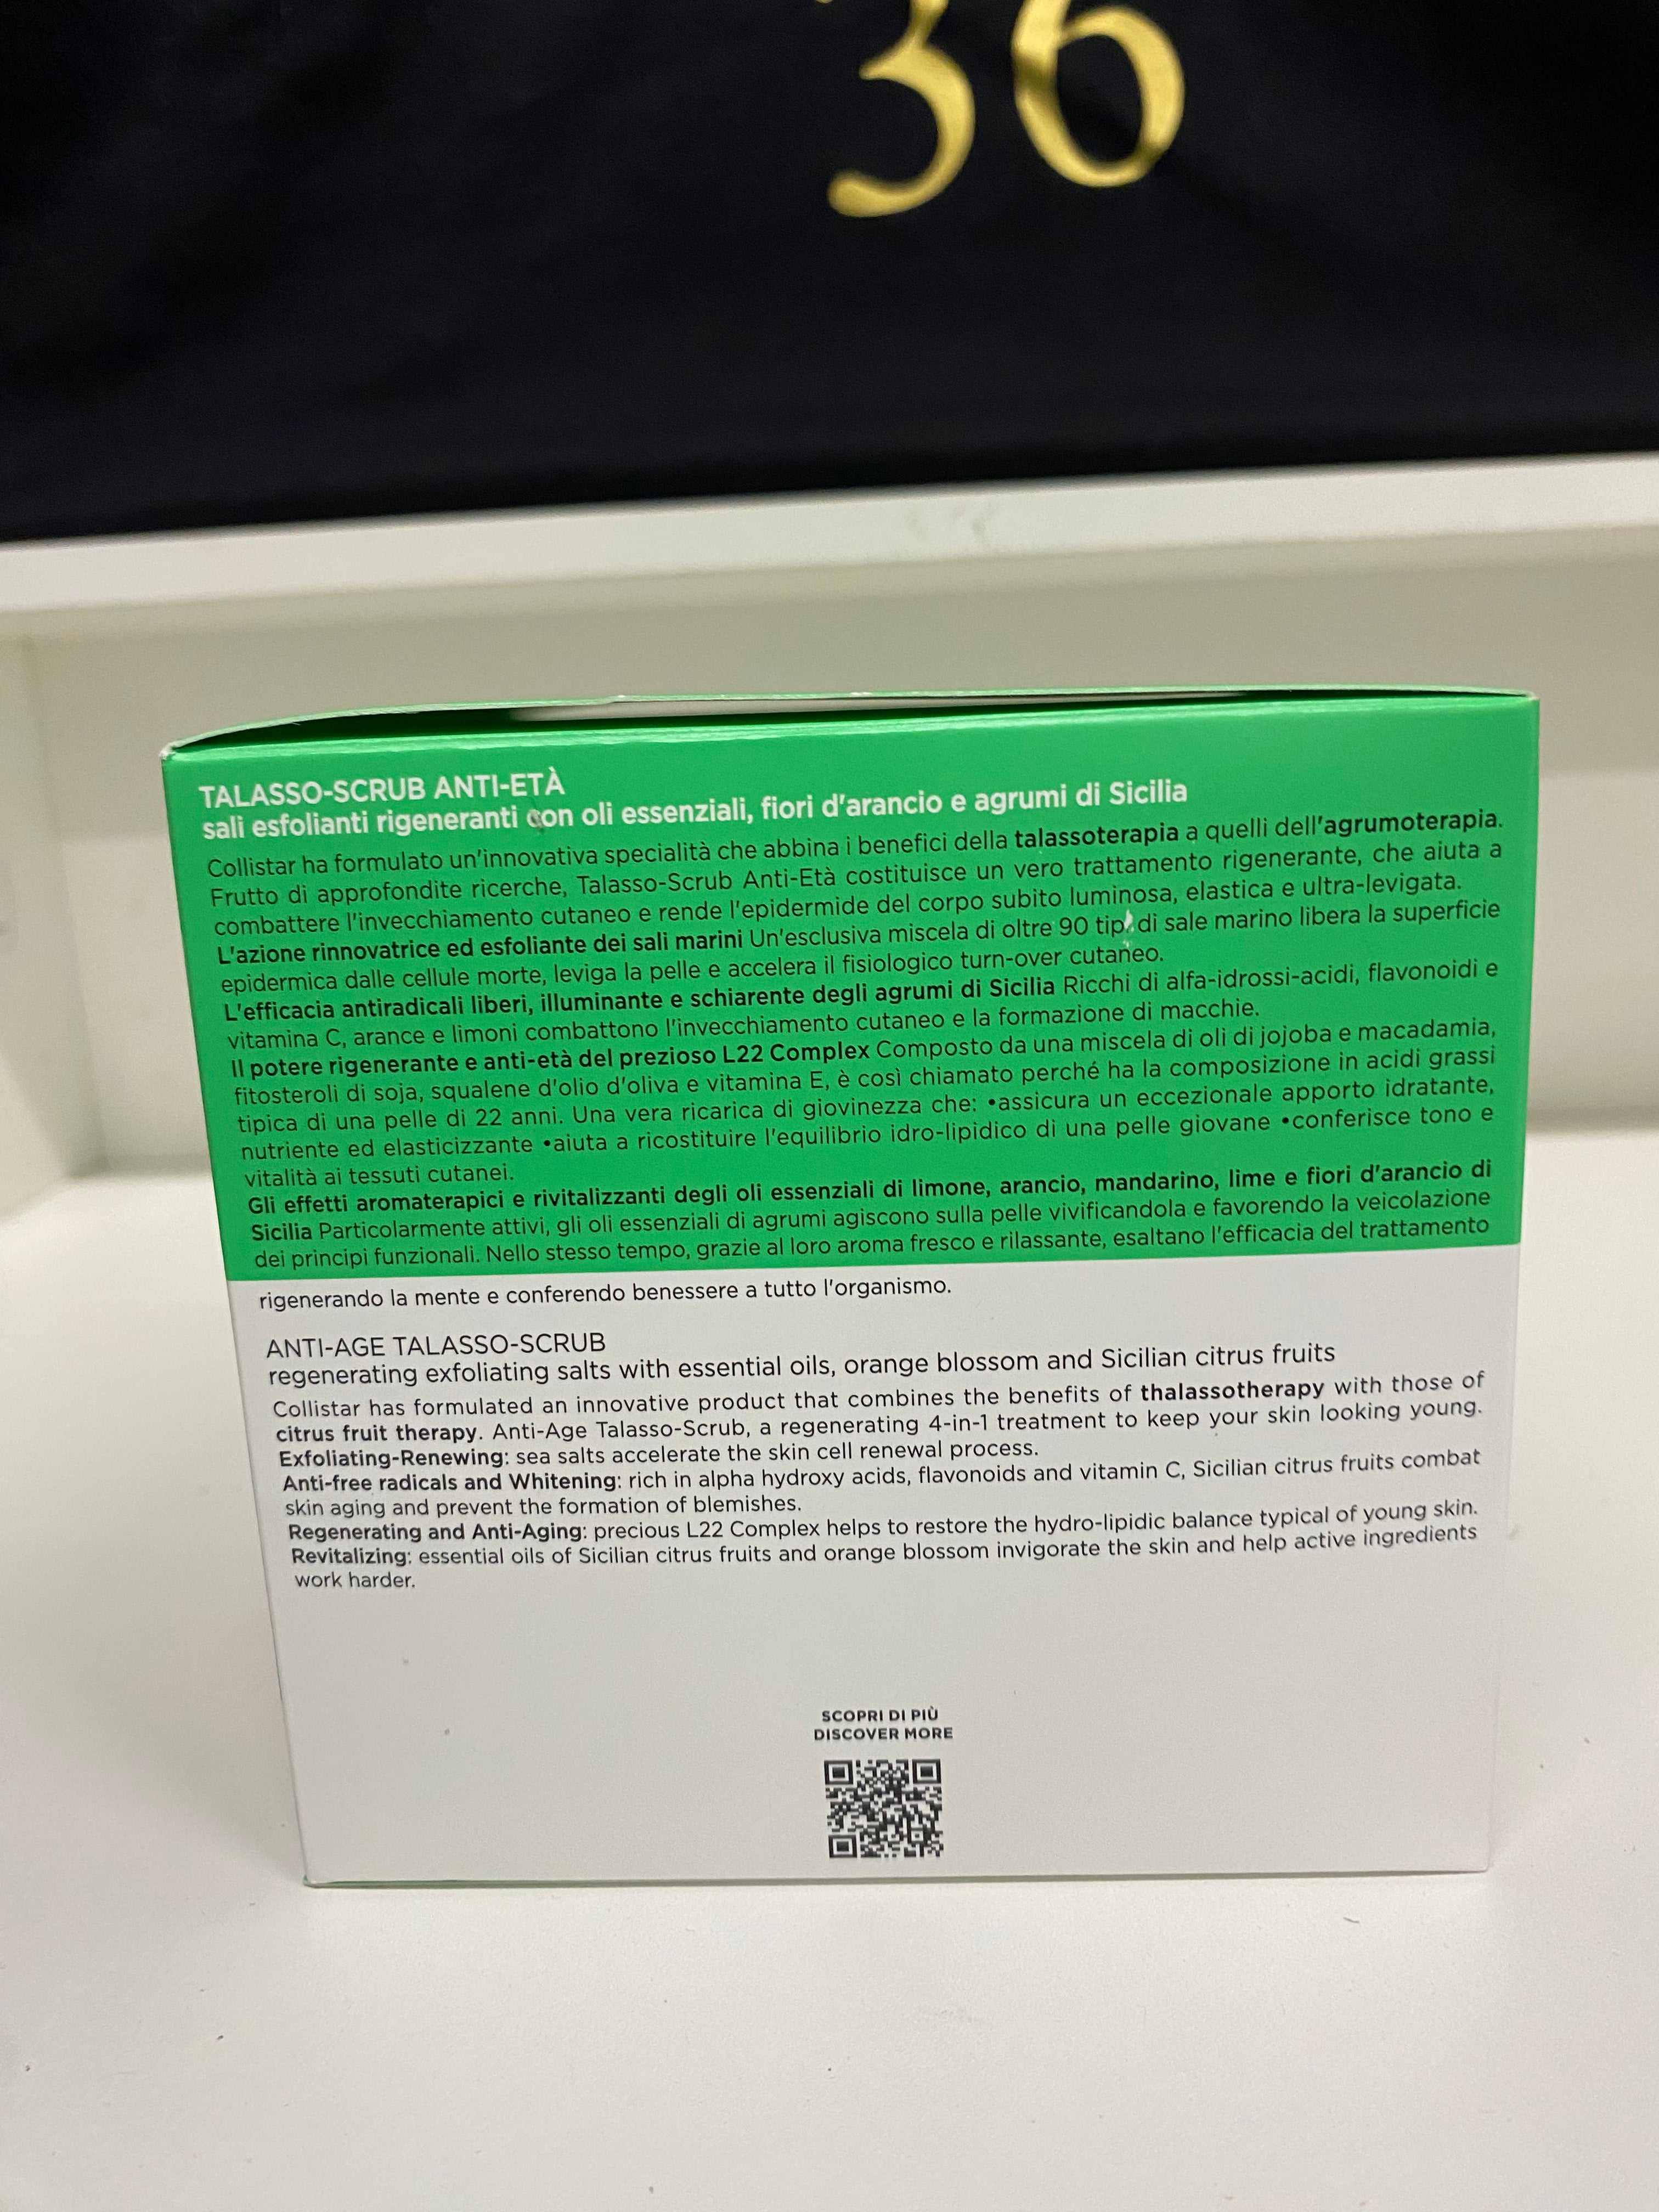 36
TALASSO-SCRUB ANTI-ETÀ
sali esfolianti rigeneranti con oli essenziali, fiori d'arancio e agrumi di Sicilia
Collistar ha formulato un'innovativa specialità che abbina i benefici della talassoterapia a quelli dell'agrumoterapia.
Frutto di approfondite ricerche, Talasso-Scrub Anti-Età costituisce un vero trattamento rigenerante, che aiuta a
combattere l'invecchiamento cutaneo e rende l'epidermide del corpo subito luminosa, elastica e ultra-levigata.
L'azione rinnovatrice ed esfoliante dei sali marini Un'esclusiva miscela di oltre 90 tipi di sale marino libera la superficie
epidermica dalle cellule morte, leviga la pelle e accelera il fisiologico turn-over cutaneo.
L'efficacia antiradicali liberi, illuminante e schiarente degli agrumi di Sicilia Ricchi di alfa-idrossi-acidi, flavonoidi e
vitamina C, arance e limoni combattono l'invecchiamento cutaneo e la formazione di macchie.
Il potere rigenerante e anti-età del prezioso L22 Complex Composto da una miscela di oli di jojoba e macadamia,
fitosteroli di soja, squalene d'olio d'oliva e vitamina E, è così chiamato perché ha la composizione in acidi grassi
tipica di una pelle di 22 anni. Una vera ricarica di giovinezza che: •assicura un eccezionale apporto idratante,
nutriente ed elasticizzante •aiuta a ricostituire l'equilibrio idro-lipidico di una pelle giovane •conferisce tono e
vitalità ai tessuti cutanei.
Gli effetti aromaterapici e rivitalizzanti degli oli essenziali di limone, arancio, mandarino, lime e fiori d'arancio di
Sicilia Particolarmente attivi, gli oli essenziali di agrumi agiscono sulla pelle vivificandola e favorendo la veicolazione
dei principi funzionali. Nello stesso tempo, grazie al loro aroma fresco e rilassante, esaltano l'efficacia del trattamento
rigenerando la mente e conferendo benessere a tutto l'organismo.
ANTI-AGE TALASSO-SCRUB
regenerating exfoliating salts with essential oils, orange blossom and Sicilian citrus fruits
Collistar has formulated an innovative product that combines the benefits of thalassotherapy with those of
citrus fruit therapy. Anti-Age Talasso-Scrub, a regenerating 4-in-1 treatment to keep your skin looking young.
Exfoliating-Renewing: sea salts accelerate the skin cell renewal process.
Anti-free radicals and Whitening: rich in alpha hydroxy acids, flavonoids and vitamin C, Sicilian citrus fruits combat
skin aging and prevent the formation of blemishes.
Regenerating and Anti-Aging: precious L22 Complex helps to restore the hydro-lipidic balance typical of young skin.
Revitalizing: essential oils of Sicilian citrus fruits and orange blossom invigorate the skin and help active ingredients
work harder.
SCOPRI DI PIÙ
DISCOVER MORE